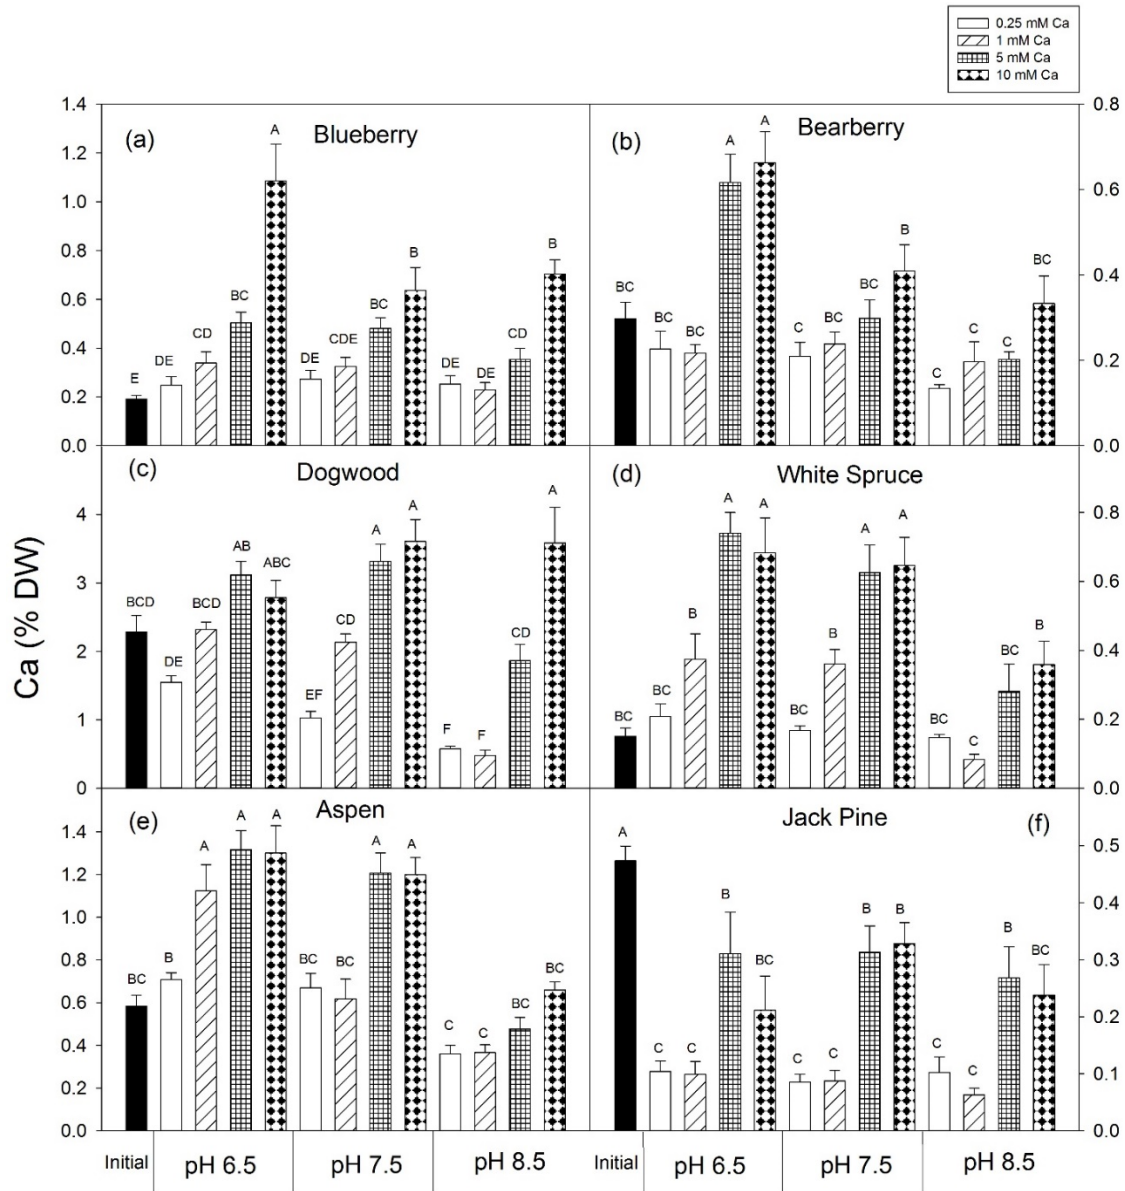 0.25 mM Ca
1 mM Ca
5 mM Ca
10 mM Ca
Ca (% DW)
(a) Blueberry
1.4
1.2
1.0
0.8
0.6
0.4
0.2
0.0
E DE CD BC A DE CDE BC B DE DE CD B
(b) Bearberry
0.8
0.6
0.4
0.2
0.0
BC BC BC A A C BC BC B C C C BC
(c) Dogwood
4
3
2
1
0
BCD DE BCD AB ABC EF CD A A F F CD A
(d) White Spruce
0.8
0.6
0.4
0.2
0.0
BC BC B A A BC B A A BC C BC B
(e) Aspen
1.4
1.2
1.0
0.8
0.6
0.4
0.2
0.0
BC B A A A BC BC A A C C BC BC
Jack Pine (f)
0.5
0.4
0.3
0.2
0.1
0.0
A C C B BC C C B B C C B BC
Initial pH 6.5 pH 7.5 pH 8.5 Initial pH 6.5 pH 7.5 pH 8.5